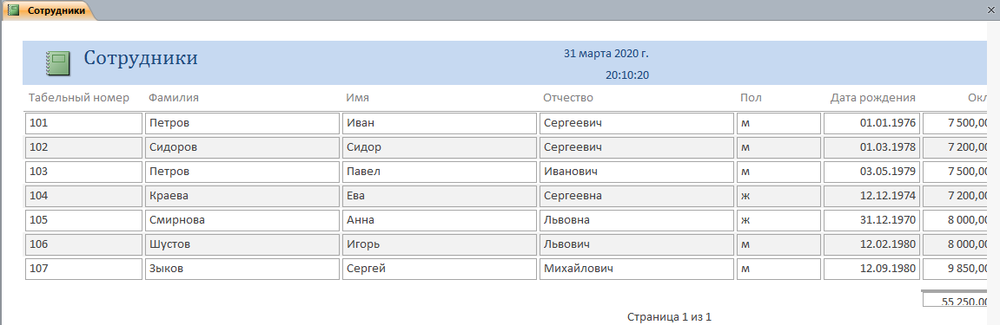 Сотрудники
Сотрудники
31 марта 2020 г.
20:10:20
Табельный номер Фамилия Имя Отчество Пол Дата рождения Окл
101 Петров Иван Сергеевич м 01.01.1976 7 500,00
102 Сидоров Сидор Сергеевич м 01.03.1978 7 200,00
103 Петров Павел Иванович м 03.05.1979 7 500,00
104 Краева Ева Сергеевна ж 12.12.1974 7 200,00
105 Смирнова Анна Львовна ж 31.12.1970 8 000,00
106 Шустов Игорь Львович м 12.02.1980 8 000,00
107 Зыков Сергей Михайлович м 12.09.1980 9 850,00
55 250,00
Страница 1 из 1